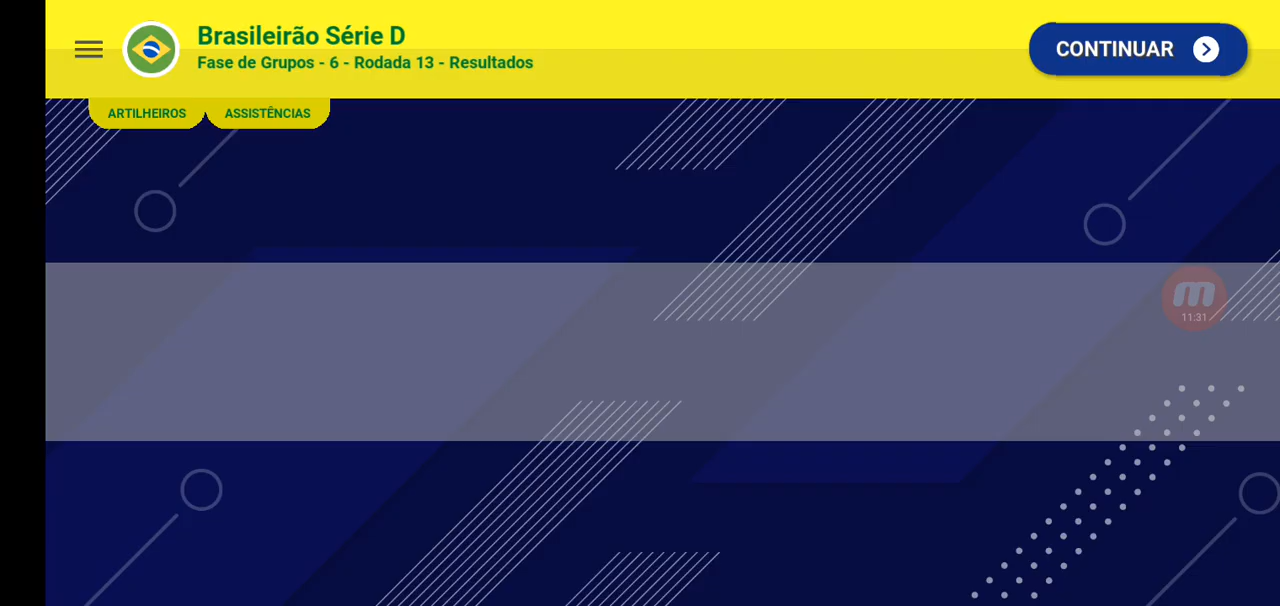 Brasileirão Série D
Fase de Grupos - 6 - Rodada 13 - Resultados
CONTINUAR
ARTILHEIROS
ASSISTÊNCIAS
m
11:31